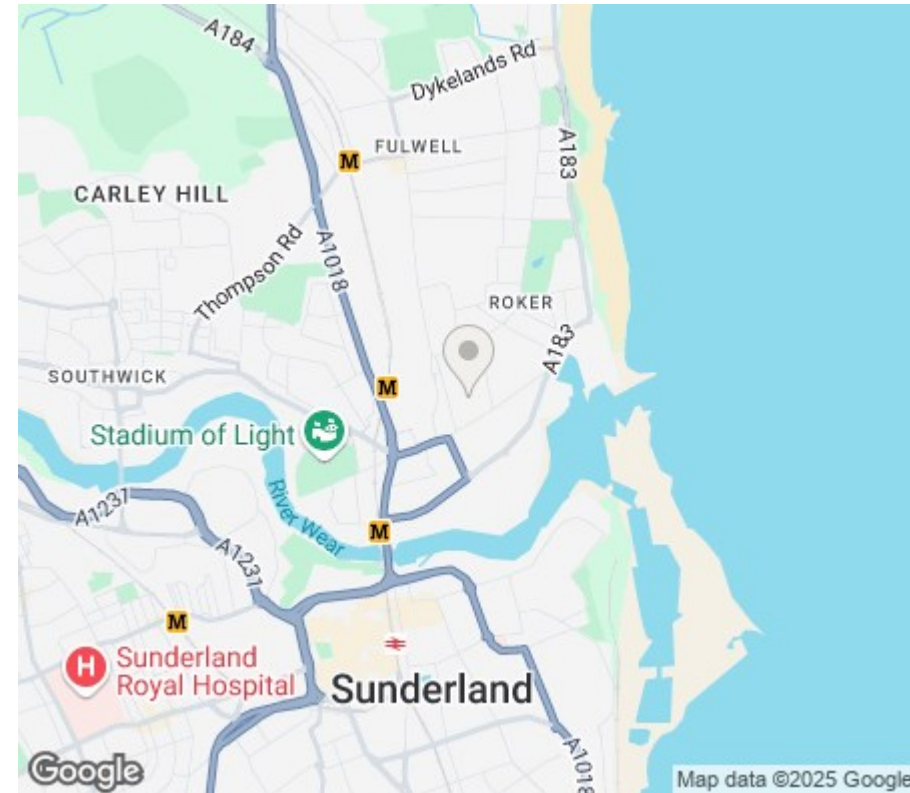 A184
Dykelands Rd
FULWELL
A183
M
CARLEY HILL
Thompson Rd
A1018
ROKER
A183
SOUTHWICK
M
Stadium of Light
River Wear
A1231
M
A1231
M
H
Sunderland
Royal Hospital
Sunderland
A1018
Google
Map data ©2025 Google